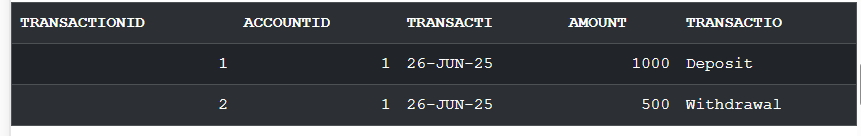 TRANSACTIONID ACCOUNTID TRANSACTI AMOUNT TRANSACTIO
1 1 26-JUN-25 1000 Deposit
2 1 26-JUN-25 500 Withdrawal